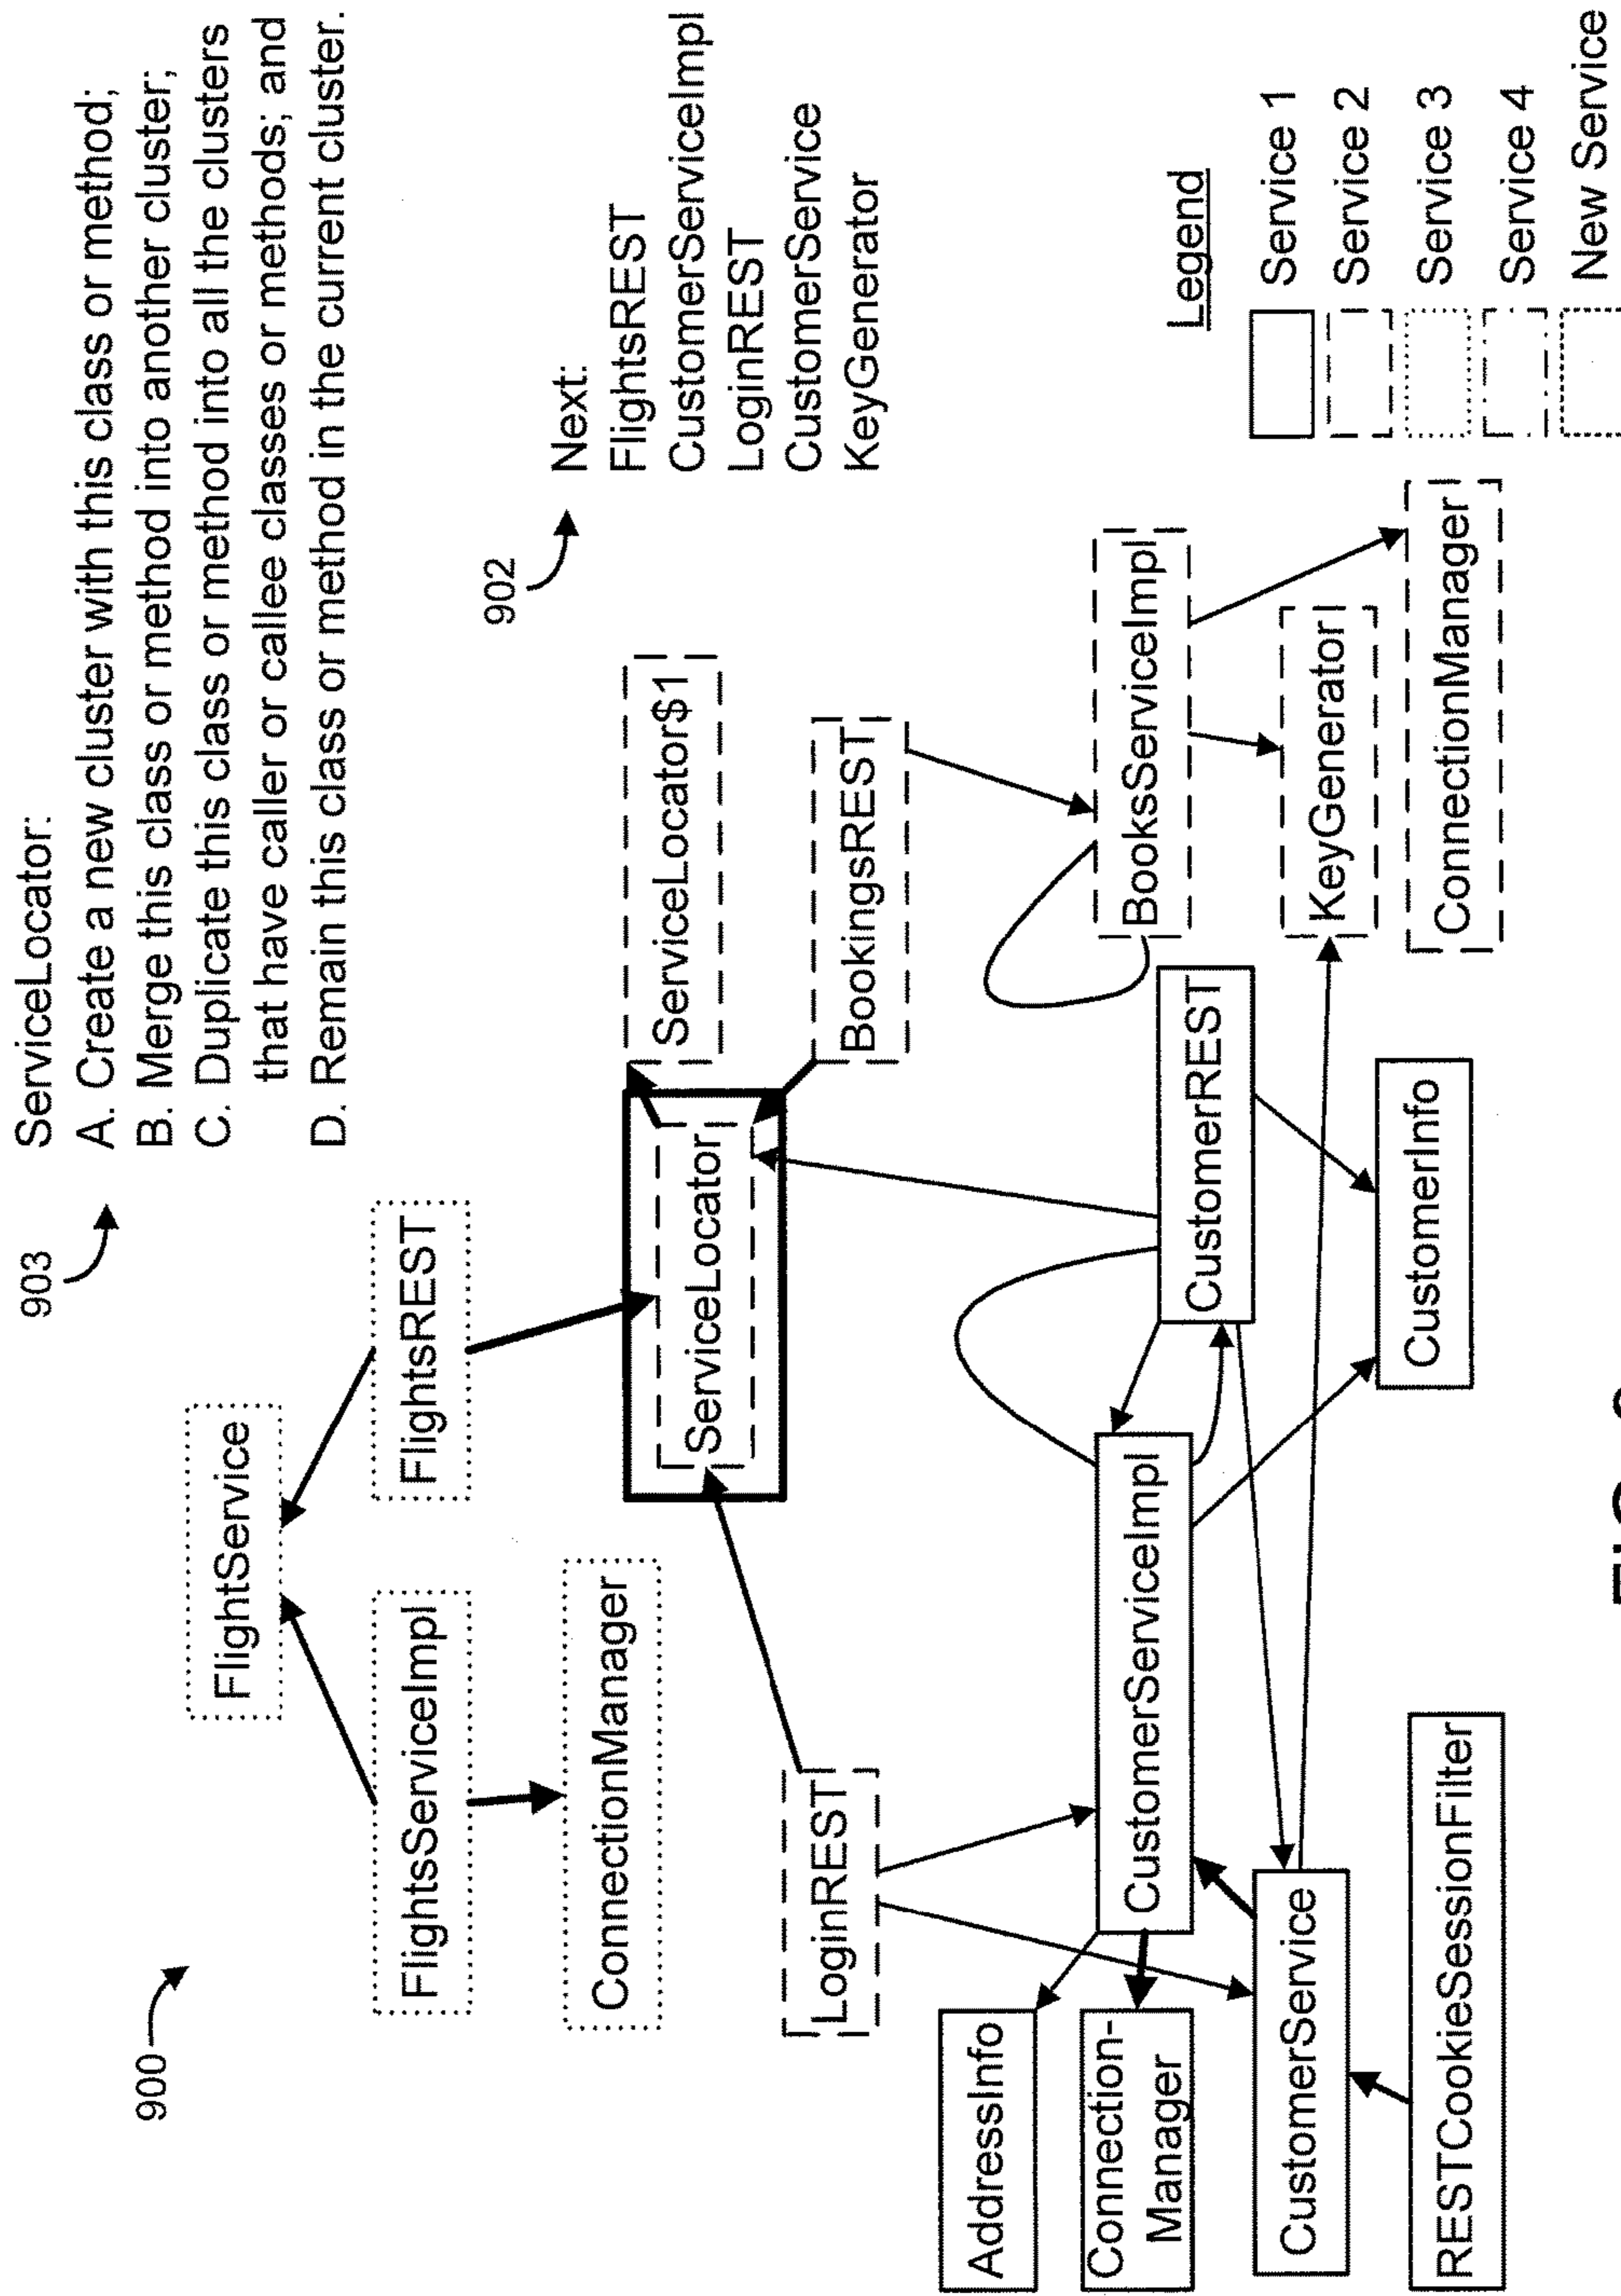 903
ServiceLocator:
A. Create a new cluster with this class or method;
B. Merge this class or method into another cluster;
C. Duplicate this class or method into all the clusters
that have caller or callee classes or methods; and
D. Remain this class or method in the current cluster.
900
FlightService
FlightsServiceImpl
FlightsREST
ConnectionManager
ServiceLocator
ServiceLocator$1
902
Next:
FlightsREST
CustomerServiceImpl
LoginREST
CustomerService
KeyGenerator
LoginREST
BookingsREST
AddressInfo
Connection-
Manager
CustomerServiceImpl
CustomerREST
BooksServiceImpl
CustomerService
KeyGenerator
RESTCookieSessionFilter
CustomerInfo
ConnectionManager
Legend
Service 1
Service 2
Service 3
Service 4
New Service